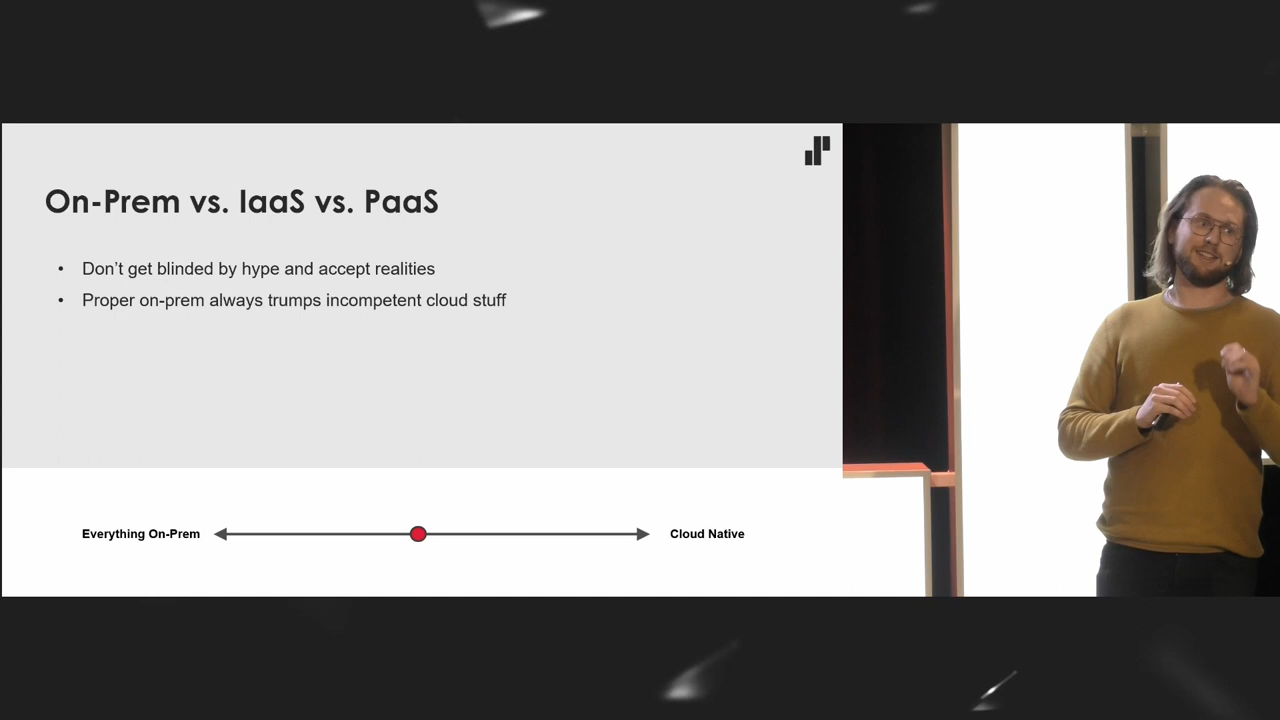 On-Prem vs. IaaS vs. PaaS
• Don’t get blinded by hype and accept realities
• Proper on-prem always trumps incompetent cloud stuff
Everything On-Prem
Cloud Native